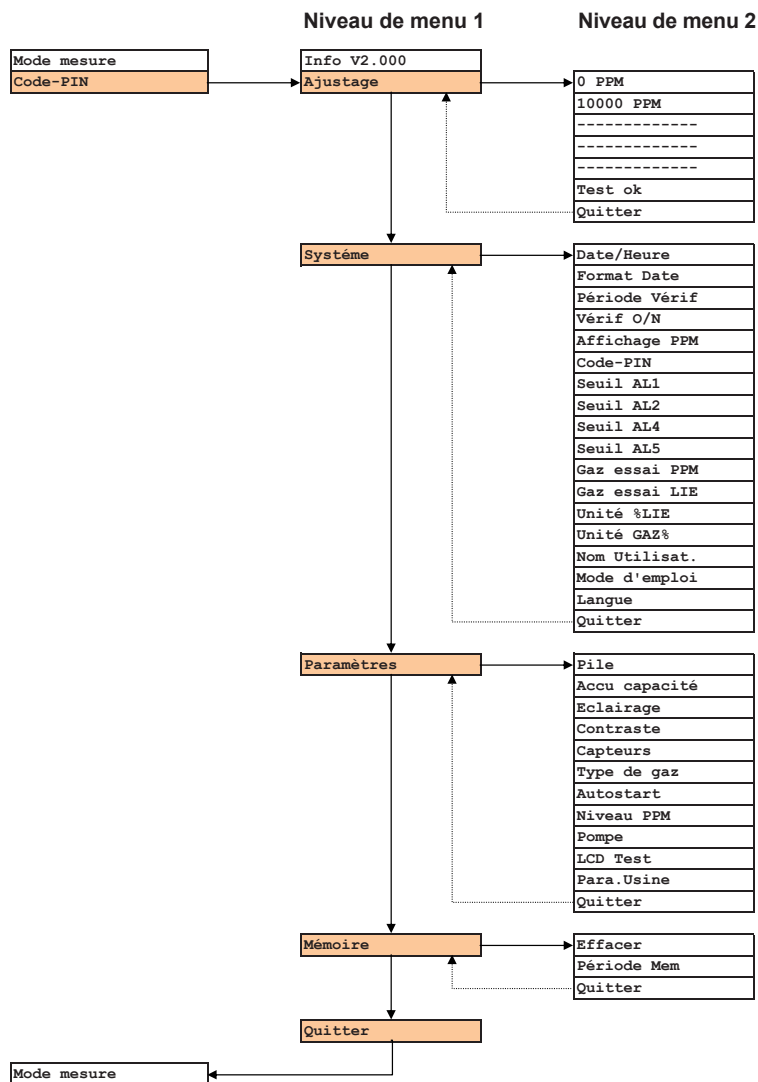 Niveau de menu 1
Niveau de menu 2
Mode mesure
Code-PIN
Info V2.000
Ajustage
0 PPM
10000 PPM
-------------
-------------
-------------
Test ok
Quitter
Systéme
Date/Heure
Format Date
Période Vérif
Vérif O/N
Affichage PPM
Code-PIN
Seuil AL1
Seuil AL2
Seuil AL4
Seuil AL5
Gaz essai PPM
Gaz essai LIE
Unité %LIE
Unité GAZ%
Nom Utilisat.
Mode d'emploi
Langue
Quitter
Paramètres
Pile
Accu capacité
Eclairage
Contraste
Capteurs
Type de gaz
Autostart
Niveau PPM
Pompe
LCD Test
Para.Usine
Quitter
Mémoire
Effacer
Période Mem
Quitter
Quitter
Mode mesure